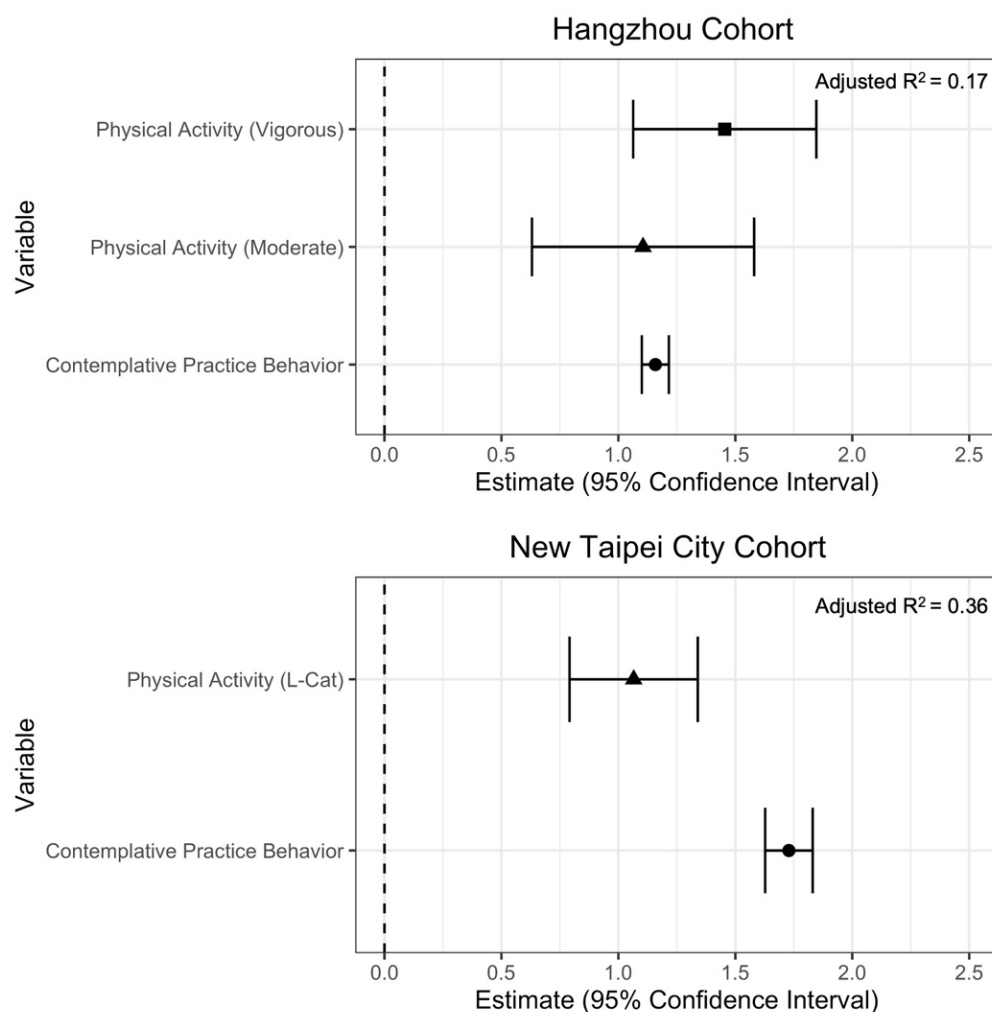 Hangzhou Cohort
Adjusted R² = 0.17
Variable
Physical Activity (Vigorous)
Physical Activity (Moderate)
Contemplative Practice Behavior
0.0 0.5 1.0 1.5 2.0 2.5
Estimate (95% Confidence Interval)
New Taipei City Cohort
Adjusted R² = 0.36
Variable
Physical Activity (L-Cat)
Contemplative Practice Behavior
0.0 0.5 1.0 1.5 2.0 2.5
Estimate (95% Confidence Interval)